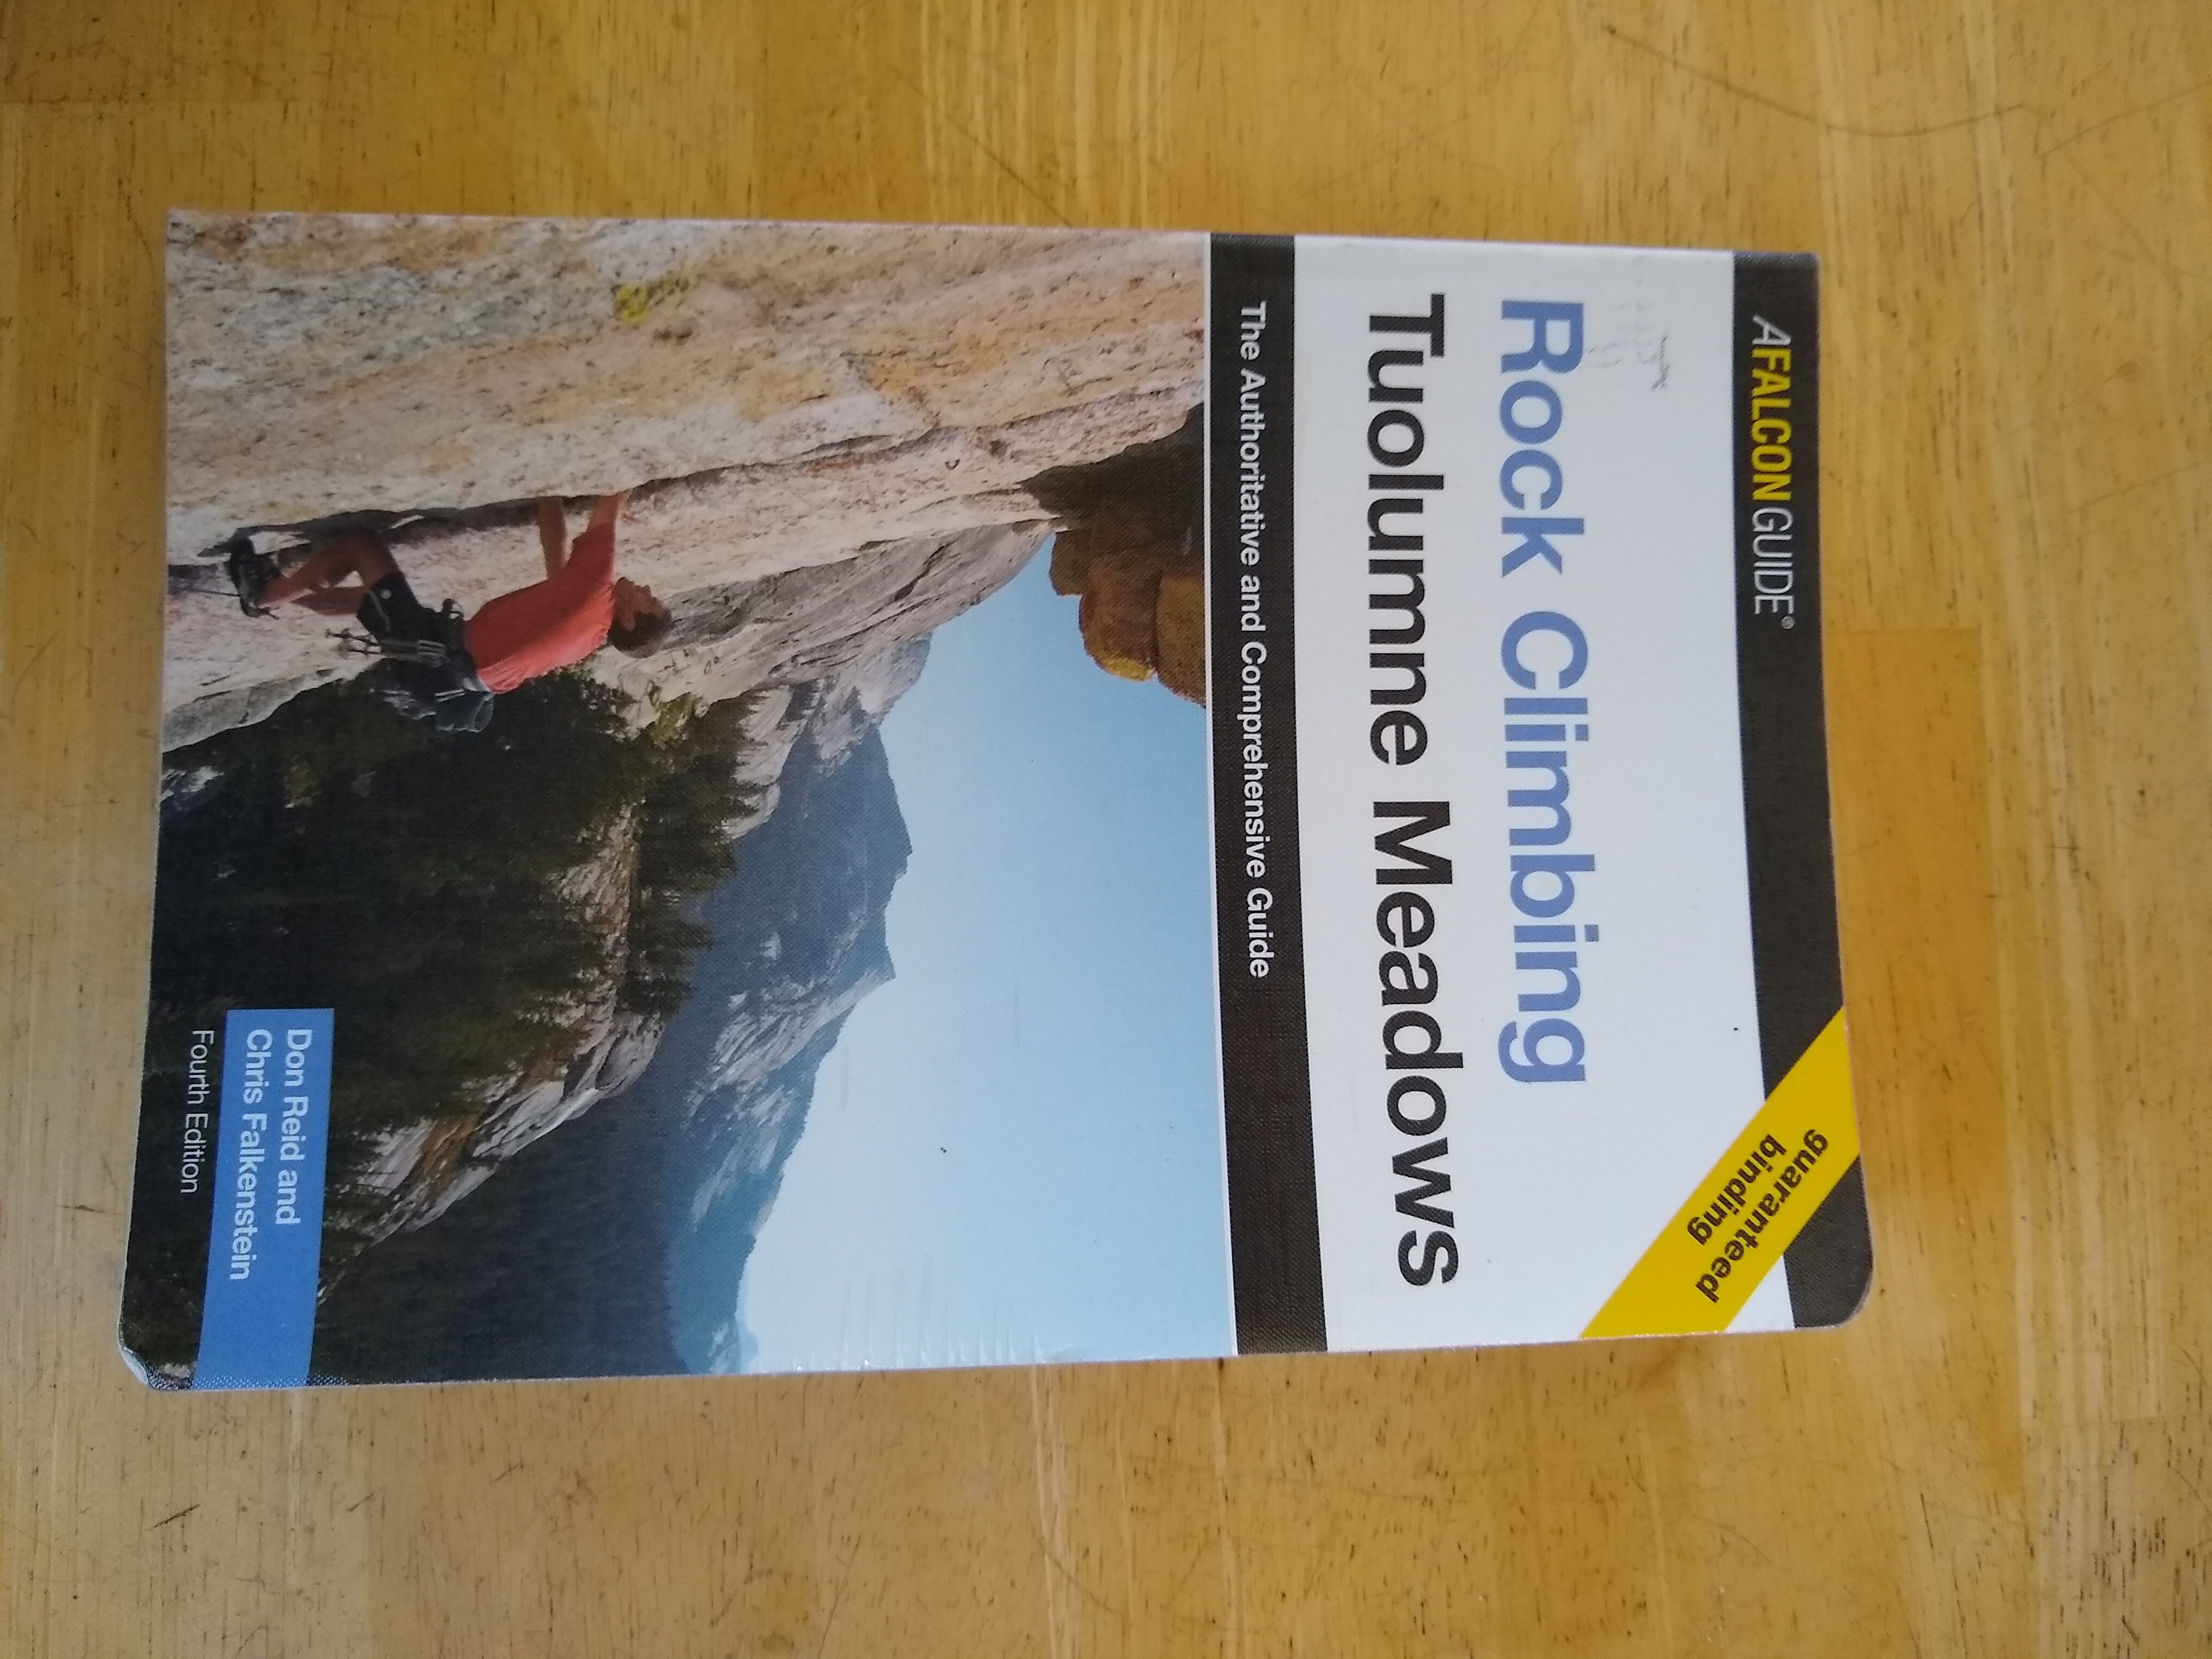 A FALCON GUIDE®
guaranteed
binding
Rock Climbing
Tuolumne Meadows
The Authoritative and Comprehensive Guide
Don Reid and
Chris Falkenstein
Fourth Edition